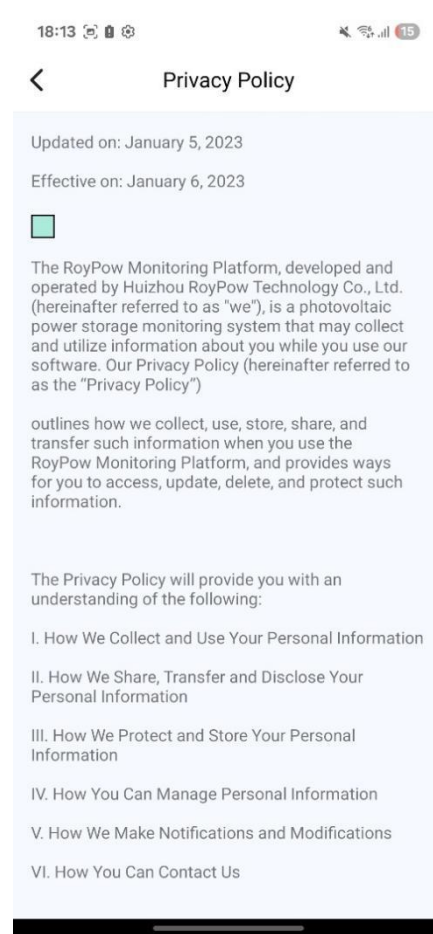 18:13
15
Privacy Policy
Updated on: January 5, 2023
Effective on: January 6, 2023
The RoyPow Monitoring Platform, developed and
operated by Huizhou RoyPow Technology Co., Ltd.
(hereinafter referred to as "we"), is a photovoltaic
power storage monitoring system that may collect
and utilize information about you while you use our
software. Our Privacy Policy (hereinafter referred to
as the “Privacy Policy”)
outlines how we collect, use, store, share, and
transfer such information when you use the
RoyPow Monitoring Platform, and provides ways
for you to access, update, delete, and protect such
information.
The Privacy Policy will provide you with an
understanding of the following:
I. How We Collect and Use Your Personal Information
II. How We Share, Transfer and Disclose Your
Personal Information
III. How We Protect and Store Your Personal
Information
IV. How You Can Manage Personal Information
V. How We Make Notifications and Modifications
VI. How You Can Contact Us